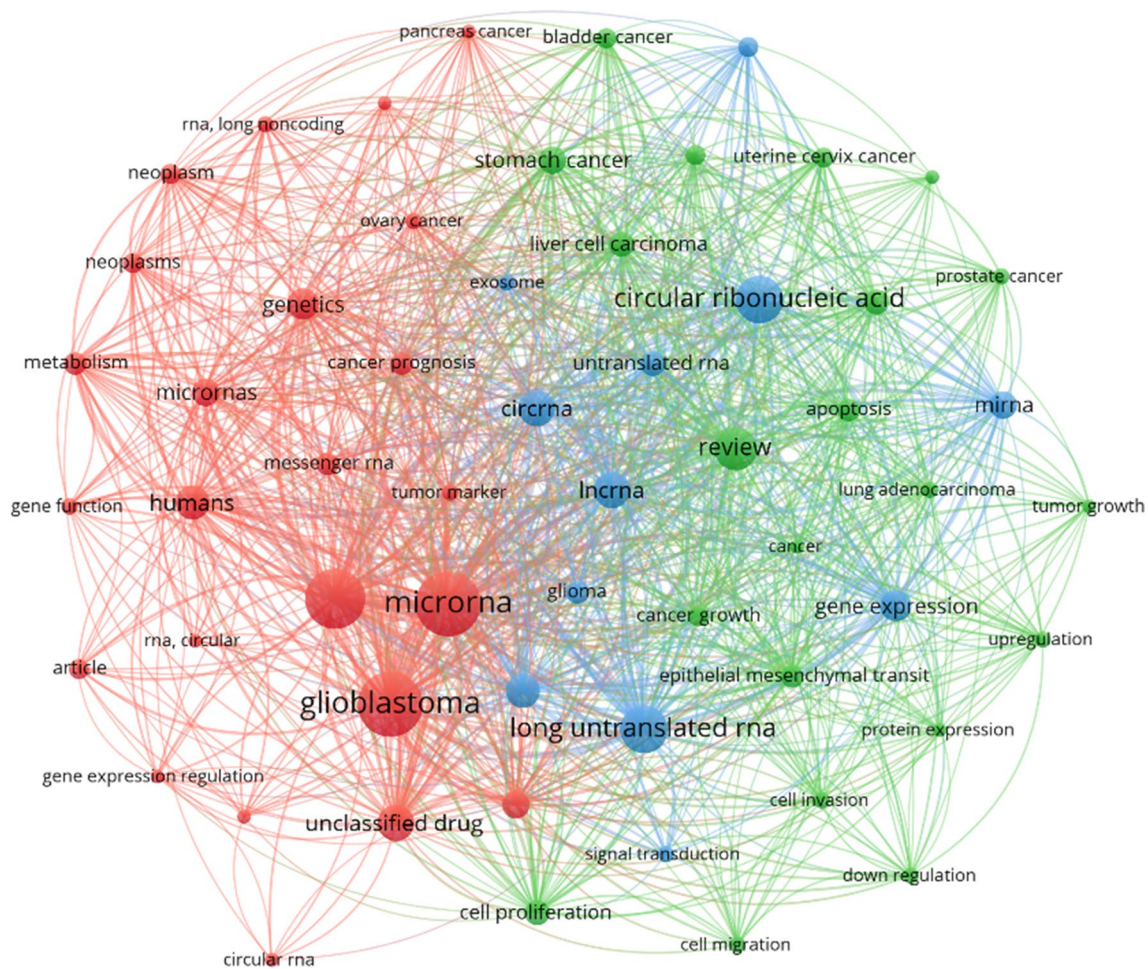 pancreas cancer
bladder cancer
rna, long noncoding
stomach cancer
uterine cervix cancer
neoplasm
ovary cancer
liver cell carcinoma
neoplasms
exosome
prostate cancer
genetics
circular ribonucleic acid
metabolism
cancer prognosis
untranslated rna
micrornas
circrna
apoptosis
mirna
review
messenger rna
tumor marker
lncrna
lung adenocarcinoma
gene function
humans
tumor growth
cancer
microrna
glioma
gene expression
cancer growth
rna, circular
upregulation
article
epithelial mesenchymal transit
glioblastoma
long untranslated rna
protein expression
gene expression regulation
cell invasion
unclassified drug
signal transduction
down regulation
cell proliferation
cell migration
circular rna